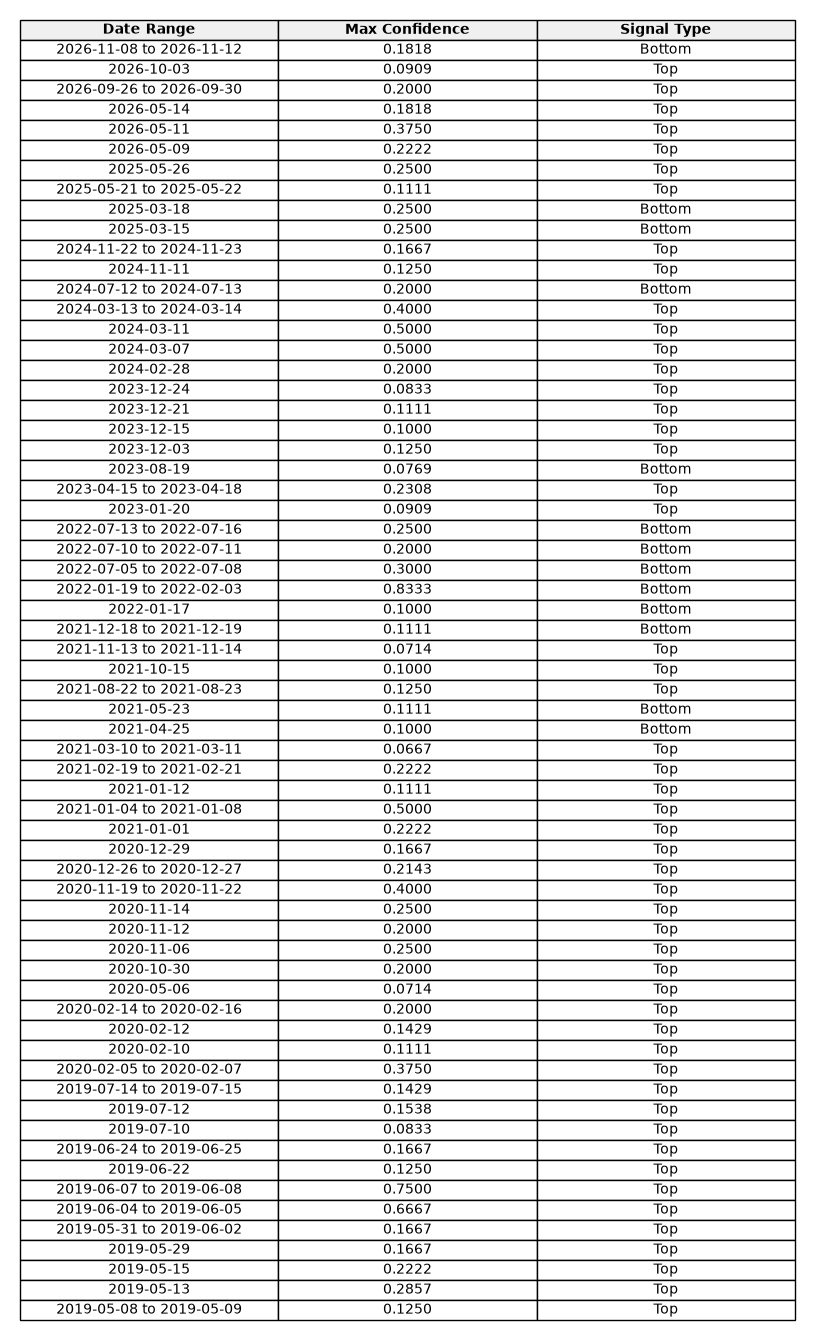 Date Range Max Confidence Signal Type
2026-11-08 to 2026-11-12 0.1818 Bottom
2026-10-03 0.0909 Top
2026-09-26 to 2026-09-30 0.2000 Top
2026-05-14 0.1818 Top
2026-05-11 0.3750 Top
2026-05-09 0.2222 Top
2025-05-26 0.2500 Top
2025-05-21 to 2025-05-22 0.1111 Top
2025-03-18 0.2500 Bottom
2025-03-15 0.2500 Bottom
2024-11-22 to 2024-11-23 0.1667 Top
2024-11-11 0.1250 Top
2024-07-12 to 2024-07-13 0.2000 Bottom
2024-03-13 to 2024-03-14 0.4000 Top
2024-03-11 0.5000 Top
2024-03-07 0.5000 Top
2024-02-28 0.2000 Top
2023-12-24 0.0833 Top
2023-12-21 0.1111 Top
2023-12-15 0.1000 Top
2023-12-03 0.1250 Top
2023-08-19 0.0769 Bottom
2023-04-15 to 2023-04-18 0.2308 Top
2023-01-20 0.0909 Top
2022-07-13 to 2022-07-16 0.2500 Bottom
2022-07-10 to 2022-07-11 0.2000 Bottom
2022-07-05 to 2022-07-08 0.3000 Bottom
2022-01-19 to 2022-02-03 0.8333 Bottom
2022-01-17 0.1000 Bottom
2021-12-18 to 2021-12-19 0.1111 Bottom
2021-11-13 to 2021-11-14 0.0714 Top
2021-10-15 0.1000 Top
2021-08-22 to 2021-08-23 0.1250 Top
2021-05-23 0.1111 Bottom
2021-04-25 0.1000 Bottom
2021-03-10 to 2021-03-11 0.0667 Top
2021-02-19 to 2021-02-21 0.2222 Top
2021-01-12 0.1111 Top
2021-01-04 to 2021-01-08 0.5000 Top
2021-01-01 0.2222 Top
2020-12-29 0.1667 Top
2020-12-26 to 2020-12-27 0.2143 Top
2020-11-19 to 2020-11-22 0.4000 Top
2020-11-14 0.2500 Top
2020-11-12 0.2000 Top
2020-11-06 0.2500 Top
2020-10-30 0.2000 Top
2020-05-06 0.0714 Top
2020-02-14 to 2020-02-16 0.2000 Top
2020-02-12 0.1429 Top
2020-02-10 0.1111 Top
2020-02-05 to 2020-02-07 0.3750 Top
2019-07-14 to 2019-07-15 0.1429 Top
2019-07-12 0.1538 Top
2019-07-10 0.0833 Top
2019-06-24 to 2019-06-25 0.1667 Top
2019-06-22 0.1250 Top
2019-06-07 to 2019-06-08 0.7500 Top
2019-06-04 to 2019-06-05 0.6667 Top
2019-05-31 to 2019-06-02 0.1667 Top
2019-05-29 0.1667 Top
2019-05-15 0.2222 Top
2019-05-13 0.2857 Top
2019-05-08 to 2019-05-09 0.1250 Top